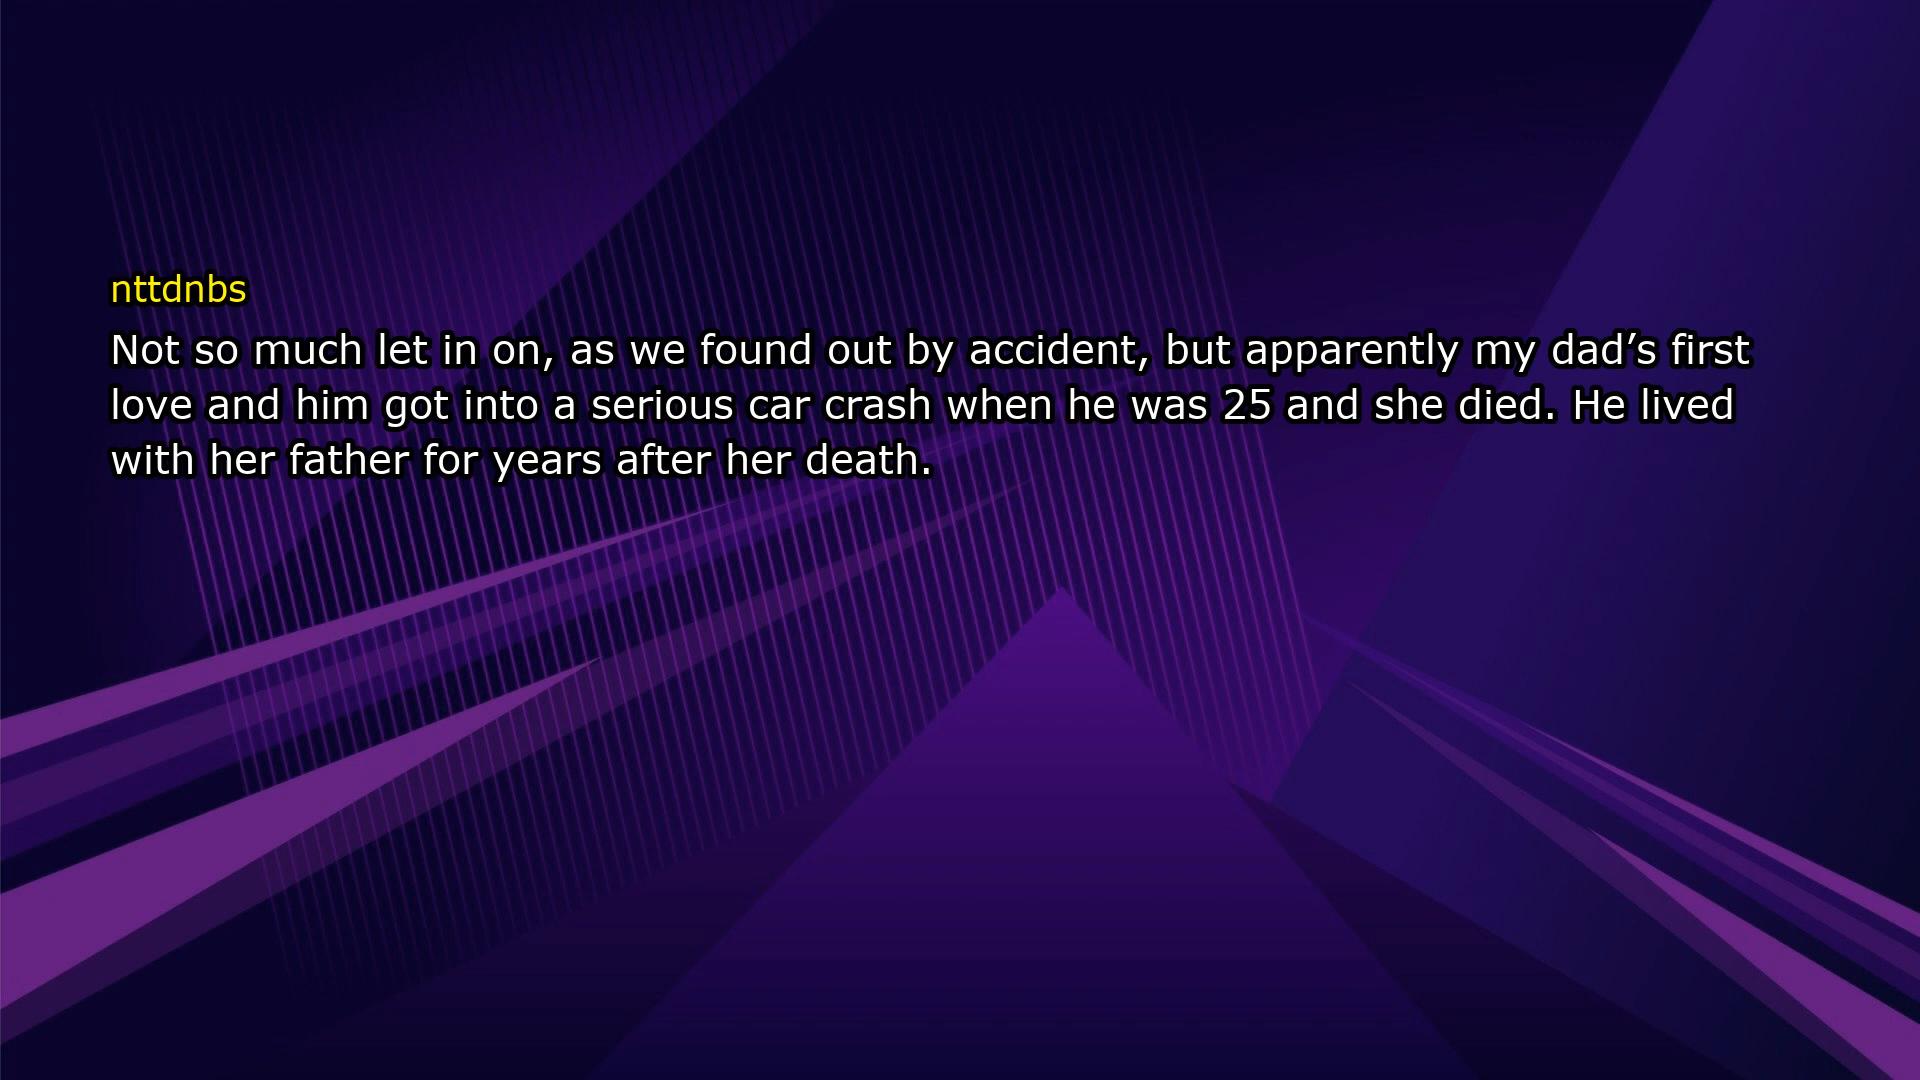 nttdnbs
Not so much let in on, as we found out by accident, but apparently my dad’s first
love and him got into a serious car crash when he was 25 and she died. He lived
with her father for years after her death.